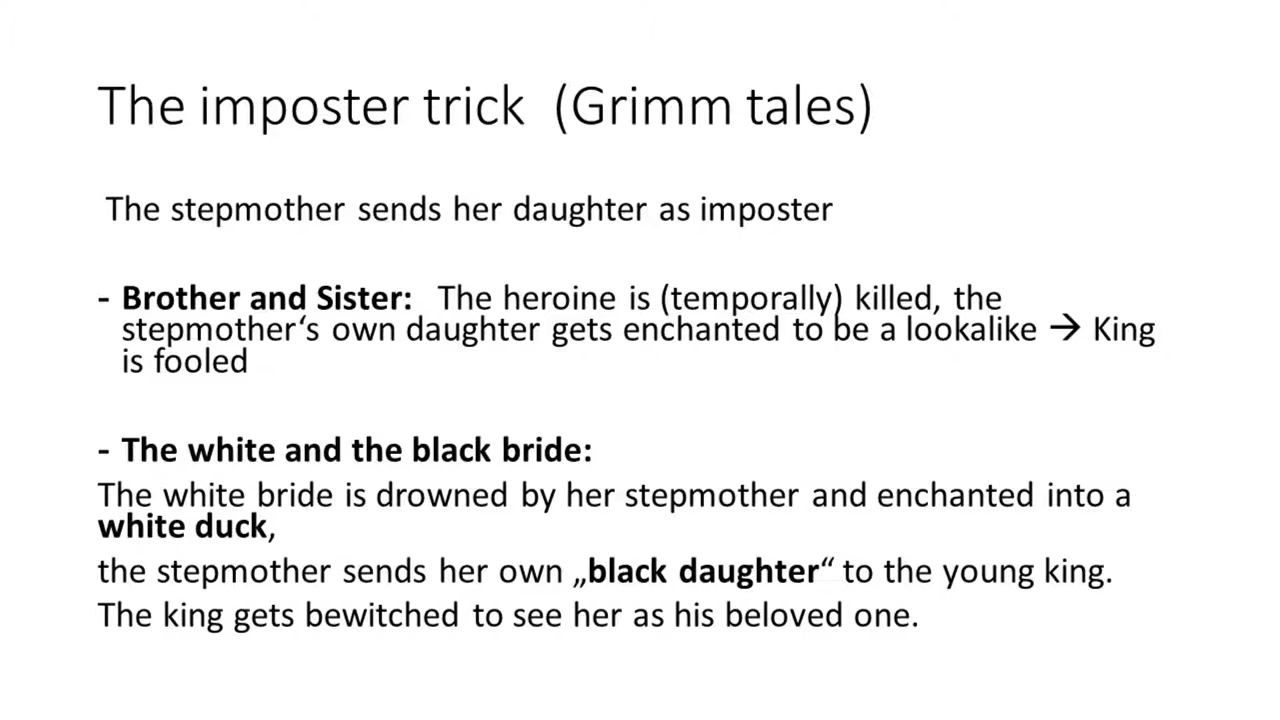 The imposter trick  (Grimm tales)
The stepmother sends her daughter as imposter
- Brother and Sister:   The heroine is (temporally) killed, the
stepmother‘s own daughter gets enchanted to be a lookalike → King
is fooled
- The white and the black bride:
The white bride is drowned by her stepmother and enchanted into a
white duck,
the stepmother sends her own „black daughter“ to the young king.
The king gets bewitched to see her as his beloved one.